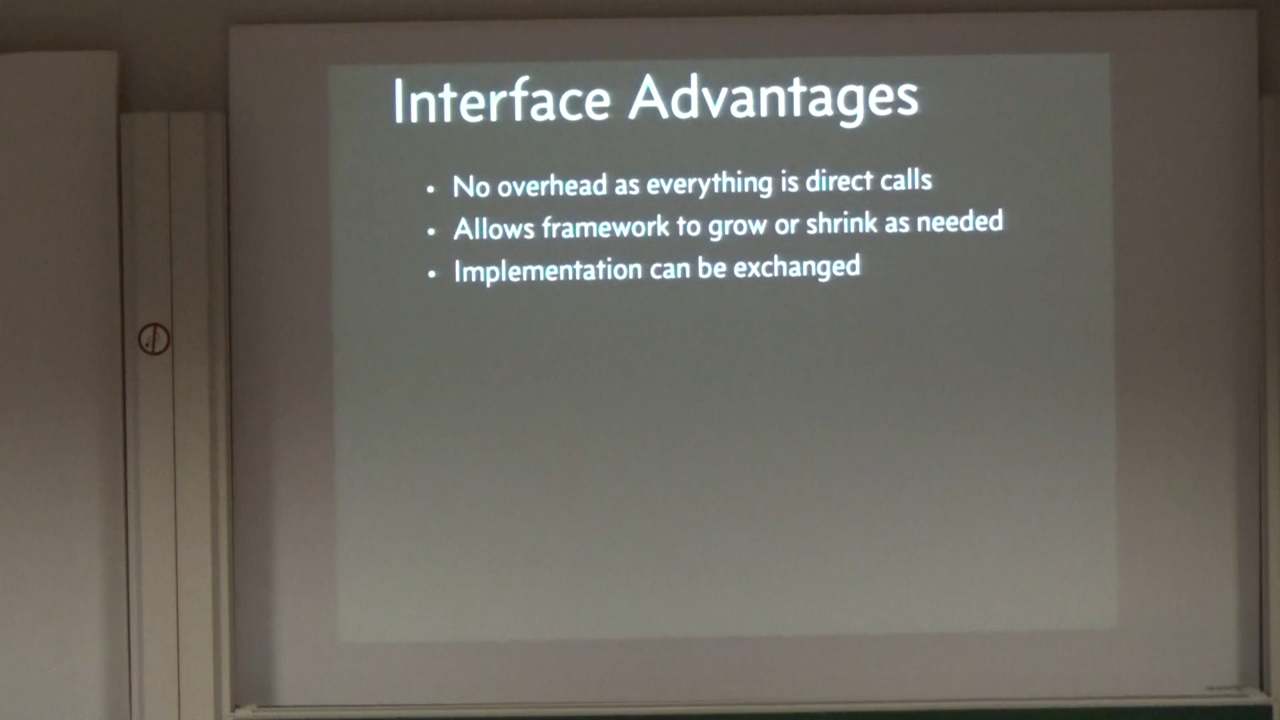 Interface Advantages
• No overhead as everything is direct calls
• Allows framework to grow or shrink as needed
• Implementation can be exchanged